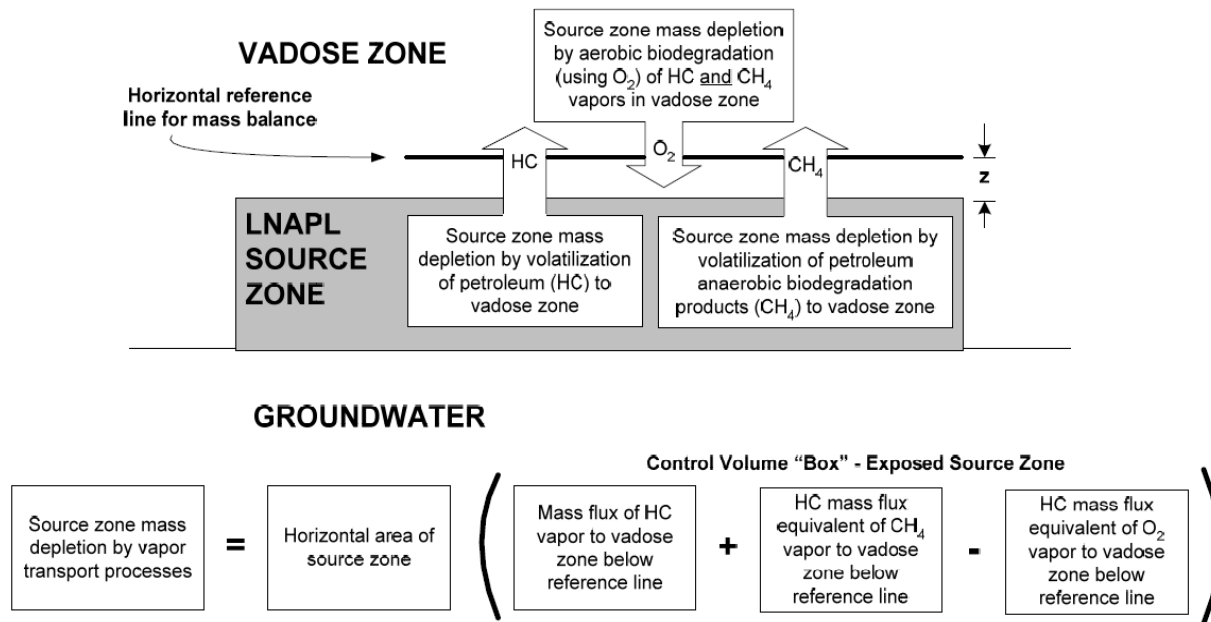 VADOSE ZONE
Source zone mass depletion
by aerobic biodegradation
(using O2) of HC and CH4
vapors in vadose zone
Horizontal reference
line for mass balance
HC
O2
CH4
z
LNAPL
SOURCE
ZONE
Source zone mass
depletion by volatilization
of petroleum (HC) to
vadose zone
Source zone mass depletion by
volatilization of petroleum
anaerobic biodegradation
products (CH4) to vadose zone
GROUNDWATER
Control Volume “Box” - Exposed Source Zone
Source zone mass
depletion by vapor
transport processes
=
Horizontal area of
source zone
(
Mass flux of HC
vapor to vadose
zone below
reference line
+
HC mass flux
equivalent of CH4
vapor to vadose
zone below
reference line
-
HC mass flux
equivalent of O2
vapor to vadose
zone below
reference line
)